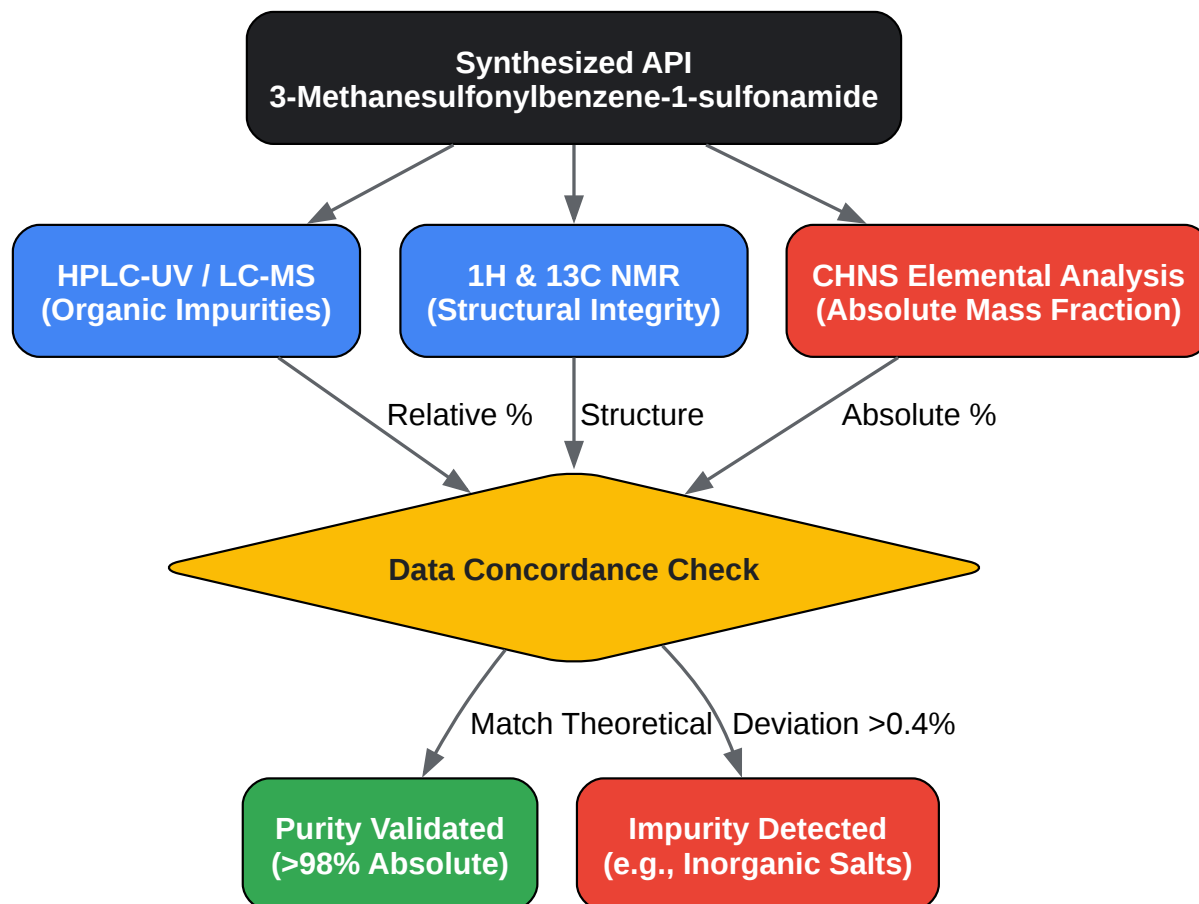 Synthesized API
3-Methanesulfonylbenzene-1-sulfonamide
HPLC-UV / LC-MS
(Organic Impurities)
1H & 13C NMR
(Structural Integrity)
CHNS Elemental Analysis
(Absolute Mass Fraction)
Relative %
Structure
Absolute %
Data Concordance Check
Match Theoretical
Deviation >0.4%
Purity Validated
(>98% Absolute)
Impurity Detected
(e.g., Inorganic Salts)